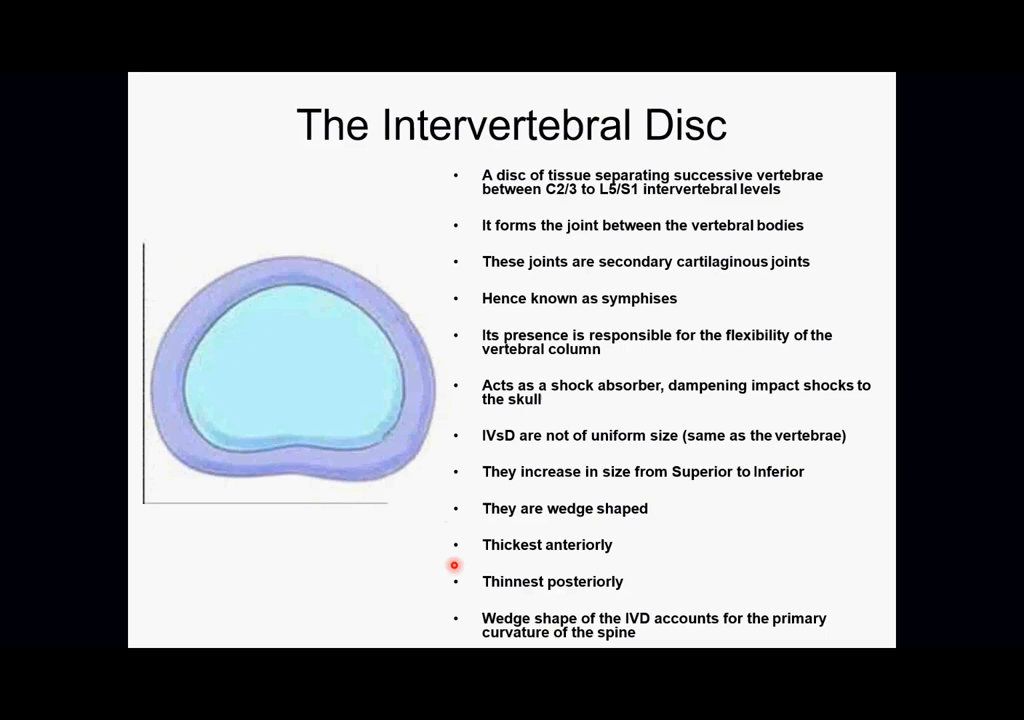 The Intervertebral Disc
• A disc of tissue separating successive vertebrae
between C2/3 to L5/S1 intervertebral levels
• It forms the joint between the vertebral bodies
• These joints are secondary cartilaginous joints
• Hence known as symphises
• Its presence is responsible for the flexibility of the
vertebral column
• Acts as a shock absorber, dampening impact shocks to
the skull
• IVsD are not of uniform size (same as the vertebrae)
• They increase in size from Superior to Inferior
• They are wedge shaped
• Thickest anteriorly
• Thinnest posteriorly
• Wedge shape of the IVD accounts for the primary
curvature of the spine